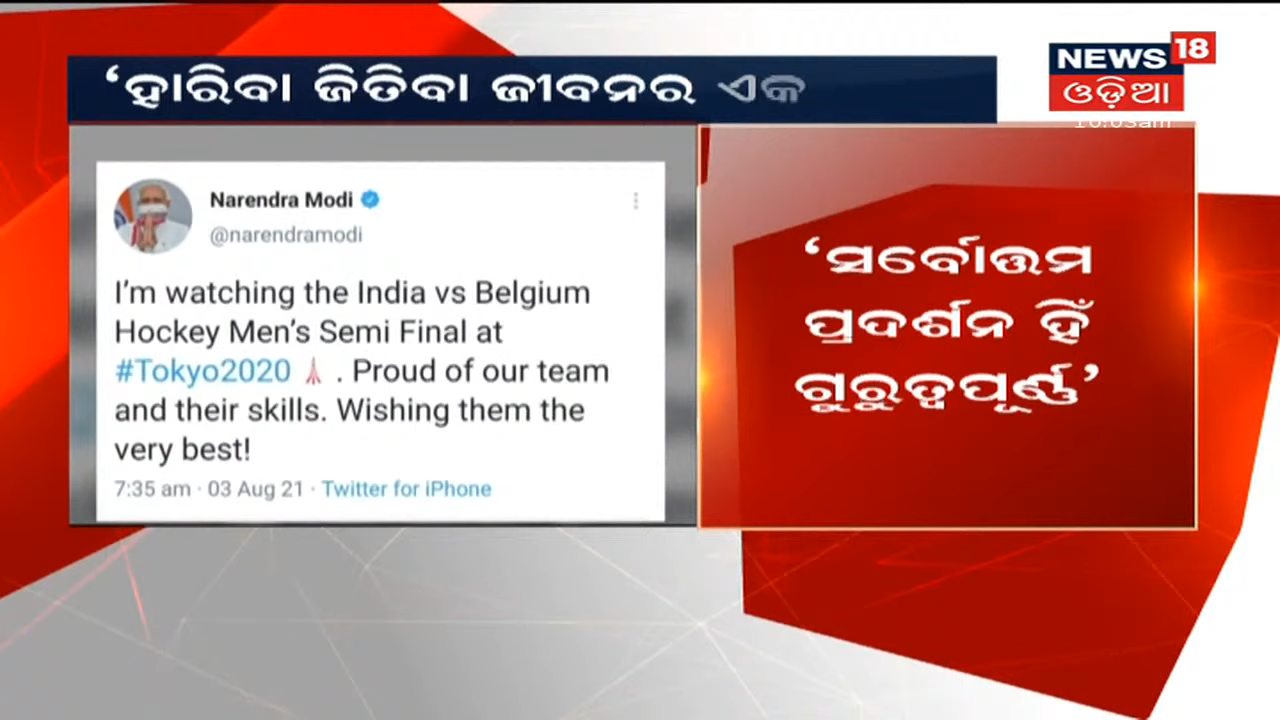 ‘ହାରିବା ଜିତିବା ଜୀବନର ଏକ
NEWS 18
ଓଡ଼ିଆ
10:03am
Narendra Modi
@narendramodi
I’m watching the India vs Belgium
Hockey Men’s Semi Final at
#Tokyo2020 . Proud of our team
and their skills. Wishing them the
very best!
7:35 am · 03 Aug 21 · Twitter for iPhone
‘ସର୍ବୋତ୍ତମ
ପ୍ରଦର୍ଶନ ହିଁ
ଗୁରୁତ୍ୱପୂର୍ଣ୍ଣ’